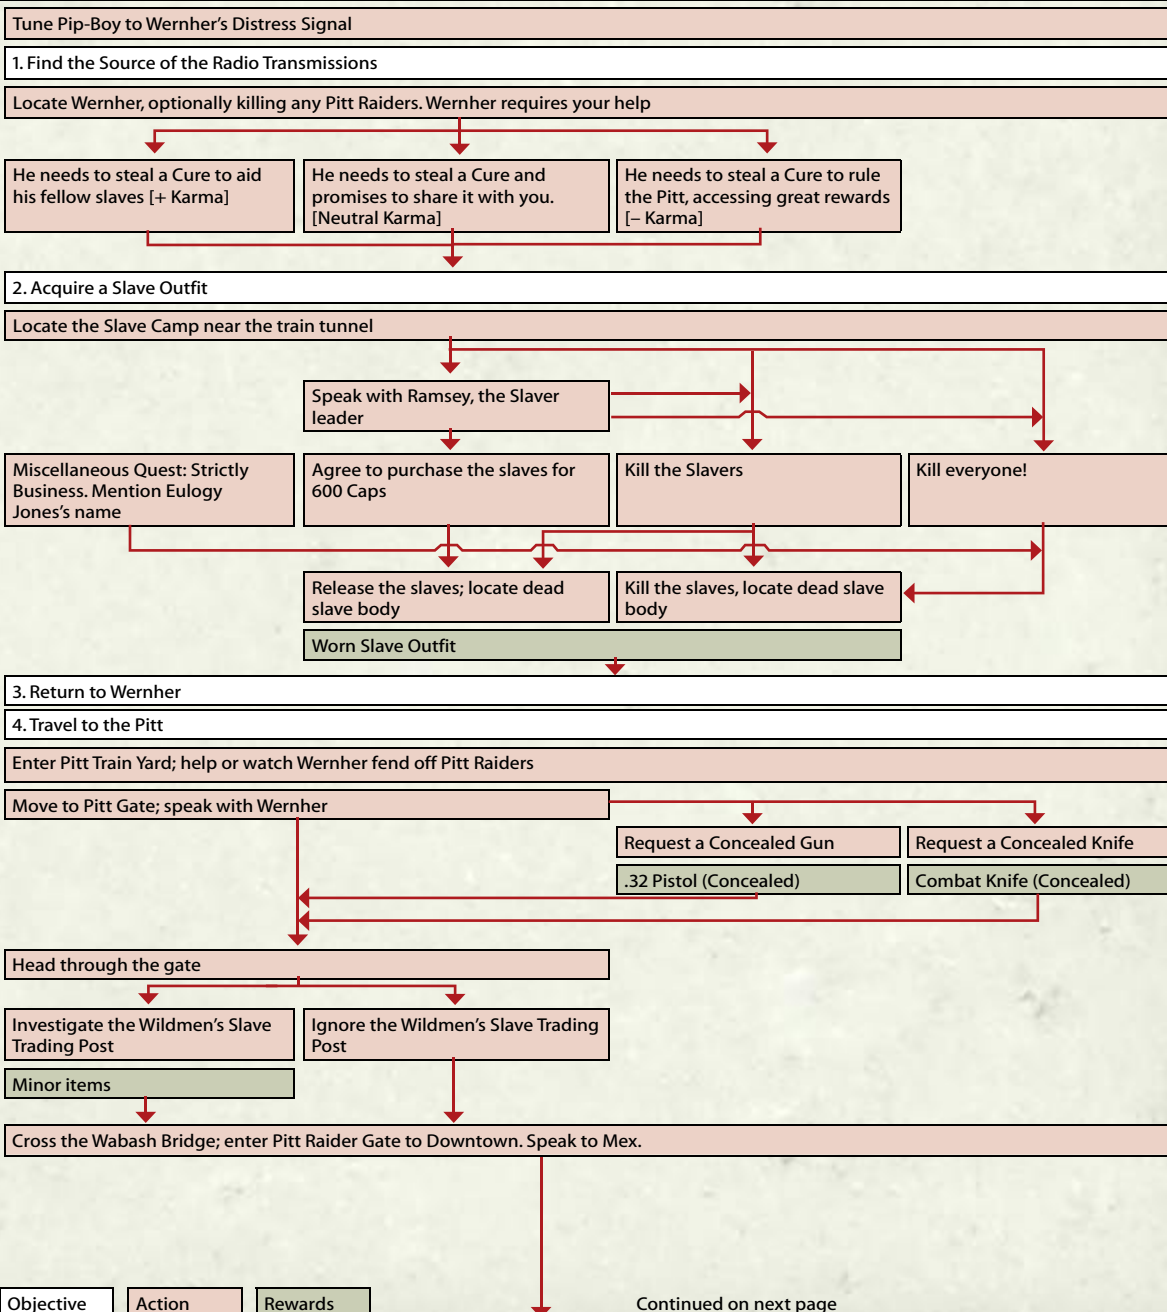 Tune Pip-Boy to Wernher's Distress Signal
1. Find the Source of the Radio Transmissions
Locate Wernher, optionally killing any Pitt Raiders. Wernher requires your help
He needs to steal a Cure to aid
his fellow slaves [+ Karma]
He needs to steal a Cure and
promises to share it with you.
[Neutral Karma]
He needs to steal a Cure to rule
the Pitt, accessing great rewards
[– Karma]
2. Acquire a Slave Outfit
Locate the Slave Camp near the train tunnel
Speak with Ramsey, the Slaver
leader
Miscellaneous Quest: Strictly
Business. Mention Eulogy
Jones's name
Agree to purchase the slaves for
600 Caps
Kill the Slavers
Kill everyone!
Release the slaves; locate dead
slave body
Kill the slaves, locate dead slave
body
Worn Slave Outfit
3. Return to Wernher
4. Travel to the Pitt
Enter Pitt Train Yard; help or watch Wernher fend off Pitt Raiders
Move to Pitt Gate; speak with Wernher
Request a Concealed Gun
Request a Concealed Knife
.32 Pistol (Concealed)
Combat Knife (Concealed)
Head through the gate
Investigate the Wildmen's Slave
Trading Post
Ignore the Wildmen's Slave Trading
Post
Minor items
Cross the Wabash Bridge; enter Pitt Raider Gate to Downtown. Speak to Mex.
Objective
Action
Rewards
Continued on next page